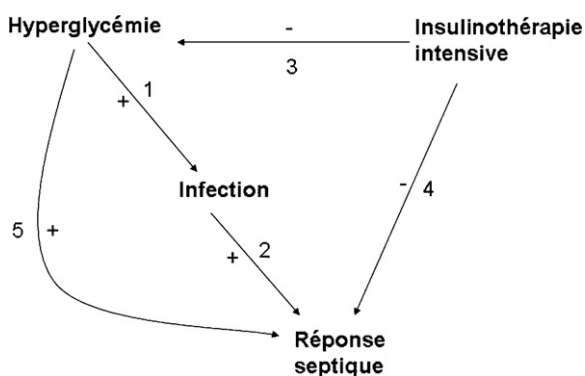 Hyperglycémie
-
Insulinothérapie
intensive
3
+
1
Infection
-
4
5
+
+
2
Réponse
septique